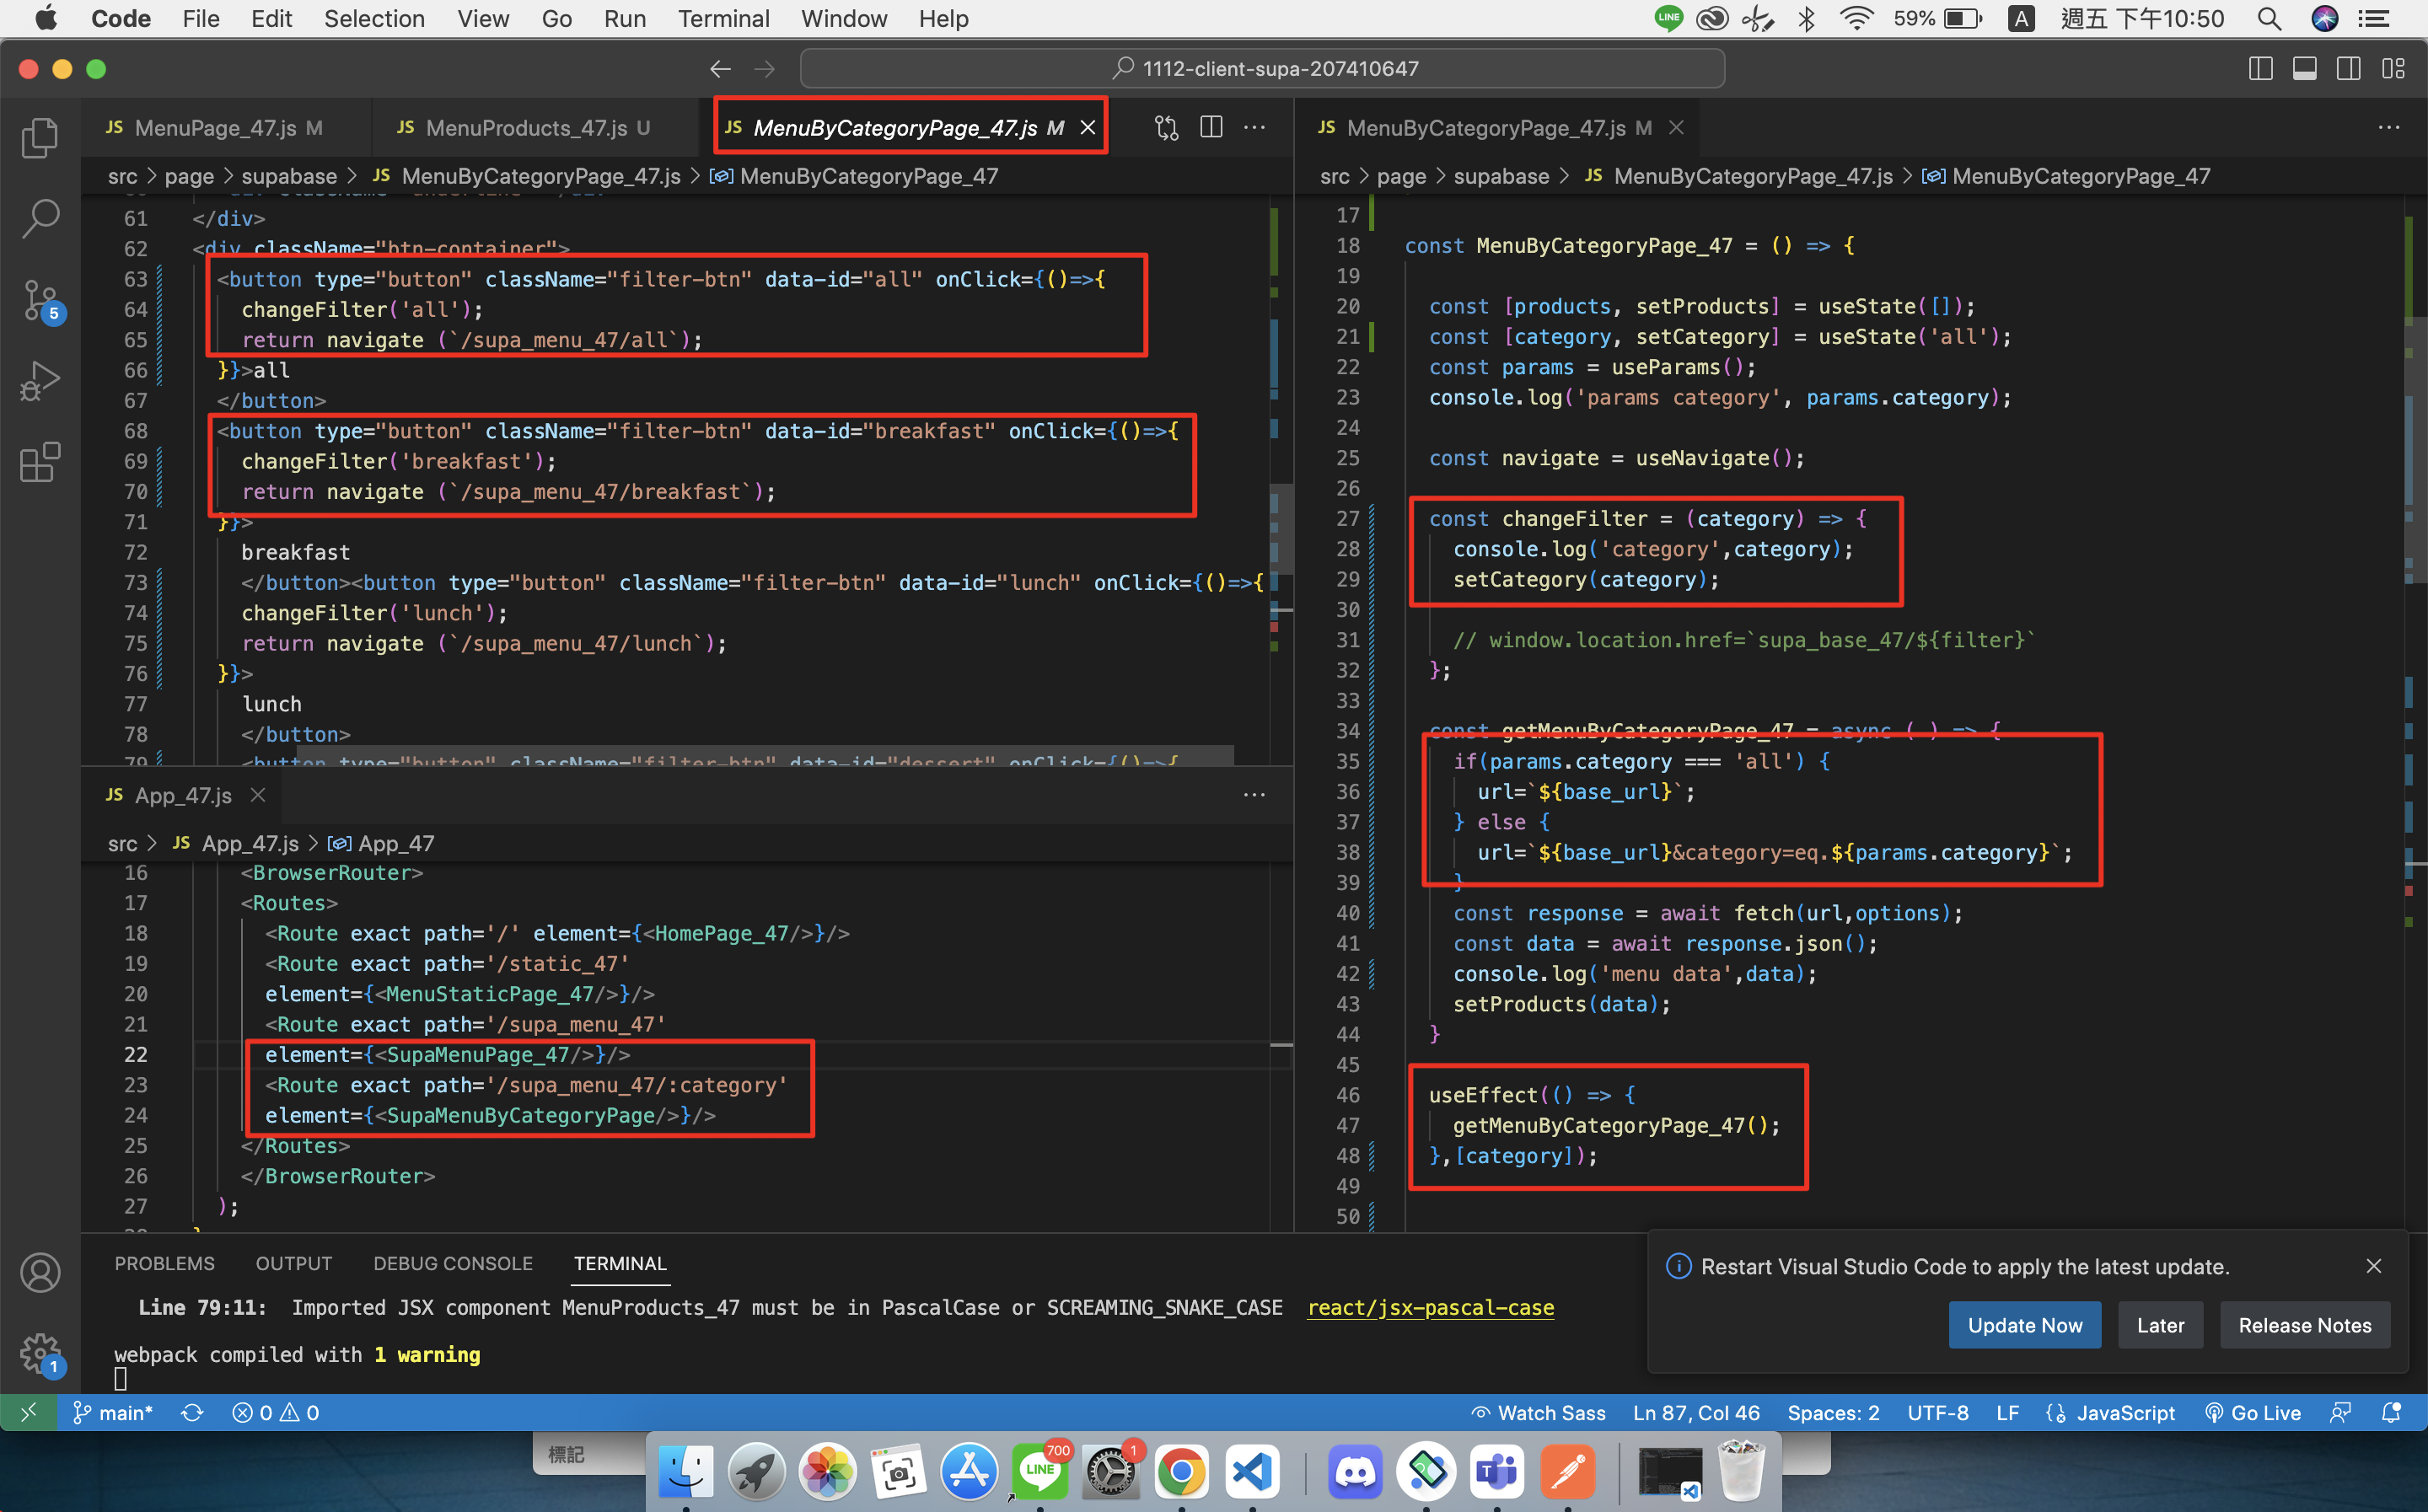 Code File Edit Selection View Go Run Terminal Window Help
LINE 59% A 週五 下午10:50
1112-client-supa-207410647
JS MenuPage_47.js M
JS MenuProducts_47.js U
JS MenuByCategoryPage_47.js M
src > page > supabase > JS MenuByCategoryPage_47.js > MenuByCategoryPage_47
61 </div>
62 <div className="btn-container">
63 <button type="button" className="filter-btn" data-id="all" onClick={()=>{
64 changeFilter('all');
65 return navigate (`/supa_menu_47/all`);
66 }}>all
67 </button>
68 <button type="button" className="filter-btn" data-id="breakfast" onClick={()=>{
69 changeFilter('breakfast');
70 return navigate (`/supa_menu_47/breakfast`);
71 }}>
72 breakfast
73 </button><button type="button" className="filter-btn" data-id="lunch" onClick={()=>{
74 changeFilter('lunch');
75 return navigate (`/supa_menu_47/lunch`);
76 }}>
77 lunch
78 </button>
79 <button type="button" className="filter-btn" data-id="dessert" onClick={()=>{
JS App_47.js
src > JS App_47.js > App_47
16 <BrowserRouter>
17 <Routes>
18 <Route exact path='/' element={<HomePage_47/>}/>
19 <Route exact path='/static_47'
20 element={<MenuStaticPage_47/>}/>
21 <Route exact path='/supa_menu_47'
22 element={<SupaMenuPage_47/>}/>
23 <Route exact path='/supa_menu_47/:category'
24 element={<SupaMenuByCategoryPage/>}/>
25 </Routes>
26 </BrowserRouter>
27 );
JS MenuByCategoryPage_47.js M
src > page > supabase > JS MenuByCategoryPage_47.js > MenuByCategoryPage_47
17
18 const MenuByCategoryPage_47 = () => {
19
20 const [products, setProducts] = useState([]);
21 const [category, setCategory] = useState('all');
22 const params = useParams();
23 console.log('params category', params.category);
24
25 const navigate = useNavigate();
26
27 const changeFilter = (category) => {
28 console.log('category',category);
29 setCategory(category);
30
31 // window.location.href=`supa_base_47/${filter}`
32 };
33
34 const getMenuByCategoryPage_47 = async ( ) => {
35 if(params.category === 'all') {
36 url=`${base_url}`;
37 } else {
38 url=`${base_url}&category=eq.${params.category}`;
39 }
40 const response = await fetch(url,options);
41 const data = await response.json();
42 console.log('menu data',data);
43 setProducts(data);
44 }
45
46 useEffect(() => {
47 getMenuByCategoryPage_47();
48 },[category]);
49
50
PROBLEMS OUTPUT DEBUG CONSOLE TERMINAL
Line 79:11: Imported JSX component MenuProducts_47 must be in PascalCase or SCREAMING_SNAKE_CASE react/jsx-pascal-case
webpack compiled with 1 warning
Restart Visual Studio Code to apply the latest update.
Update Now Later Release Notes
5
1
main* 0 0 Watch Sass Ln 87, Col 46 Spaces: 2 UTF-8 LF JavaScript Go Live
標記
LINE 700
1
T